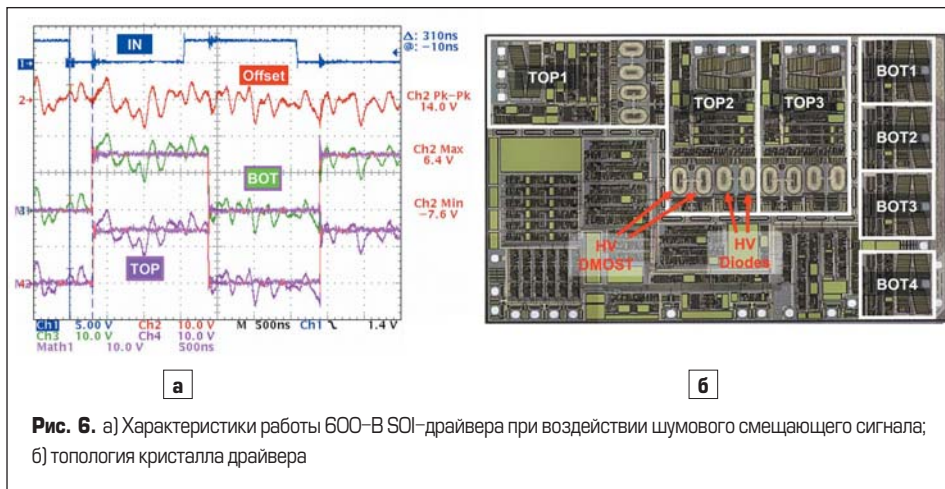 IN
Δ: 310ns
@: −10ns
1
Offset
2
Ch2 Pk−Pk
14.0 V
Ch2 Max
6.4 V
BOT
Ch2 Min
−7.6 V
TOP
M2
Ch1 5.00 V Ch2 10.0 V M 500ns Ch1 1.4 V
Ch3 10.0 V Ch4 10.0 V
Math1 10.0 V 500ns
а
TOP1
TOP2
TOP3
BOT1
BOT2
BOT3
BOT4
HV
DMOST
HV
Diodes
б
Рис. 6. а) Характеристики работы 600–В SOI–драйвера при воздействии шумового смещающего сигнала;
б) топология кристалла драйвера